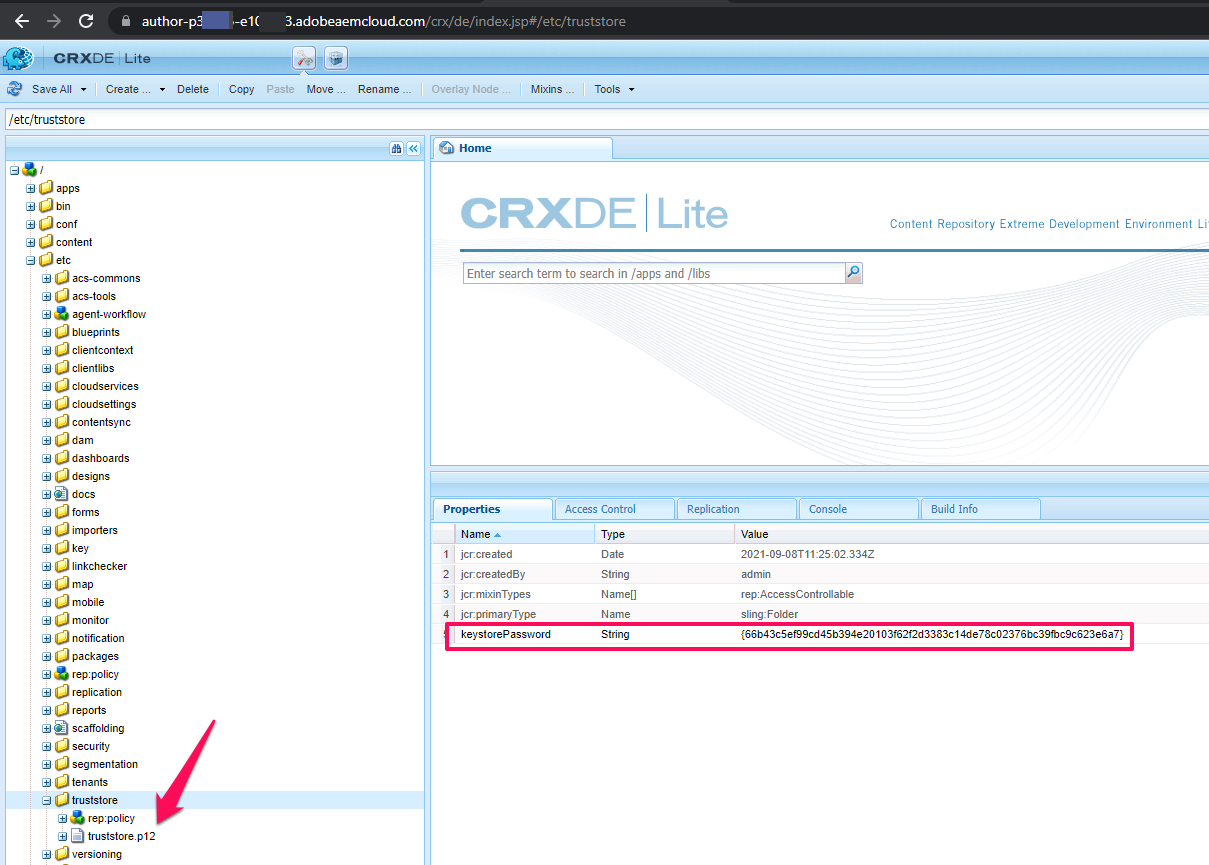 author-p3 -e10 3.adobeaemcloud.com/crx/de/index.jsp#/etc/truststore
CRXDE | Lite
Save All Create ... Delete Copy Paste Move ... Rename ... Overlay Node ... Mixins ... Tools
/etc/truststore
Home
/
apps
bin
conf
content
etc
acs-commons
acs-tools
agent-workflow
blueprints
clientcontext
clientlibs
cloudservices
cloudsettings
contentsync
dam
dashboards
designs
docs
forms
importers
key
linkchecker
map
mobile
monitor
notification
packages
rep:policy
replication
reports
scaffolding
security
segmentation
tenants
truststore
rep:policy
truststore.p12
versioning
CRXDE | Lite
Content Repository Extreme Development Environment Li
Enter search term to search in /apps and /libs
Properties Access Control Replication Console Build Info
Name Type Value
1 jcr:created Date 2021-09-08T11:25:02.334Z
2 jcr:createdBy String admin
3 jcr:mixinTypes Name[] rep:AccessControllable
4 jcr:primaryType Name sling:Folder
5 keystorePassword String {66b43c5ef99cd45b394e20103f62f2d3383c14de78c02376bc39fbc9c623e6a7}